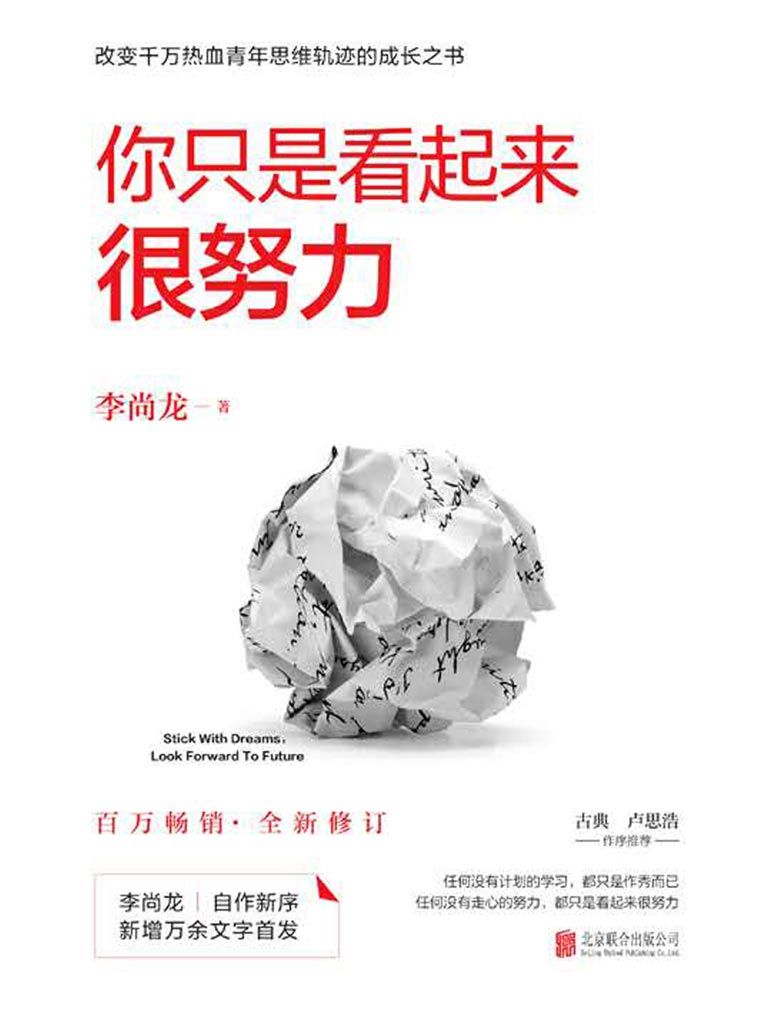 改变千万热血青年思维轨迹的成长之书
你只是看起来
很努力
李尚龙 — 著
Stick With Dreams,
Look Forward To Future
百万畅销·全新修订
古典 卢思浩
作序推荐
李尚龙｜自作新序
新增万余文字首发
任何没有计划的学习，都只是作秀而已
任何没有走心的努力，都只是看起来很努力
北京联合出版公司
Beijing United Publishing Co.,Ltd.